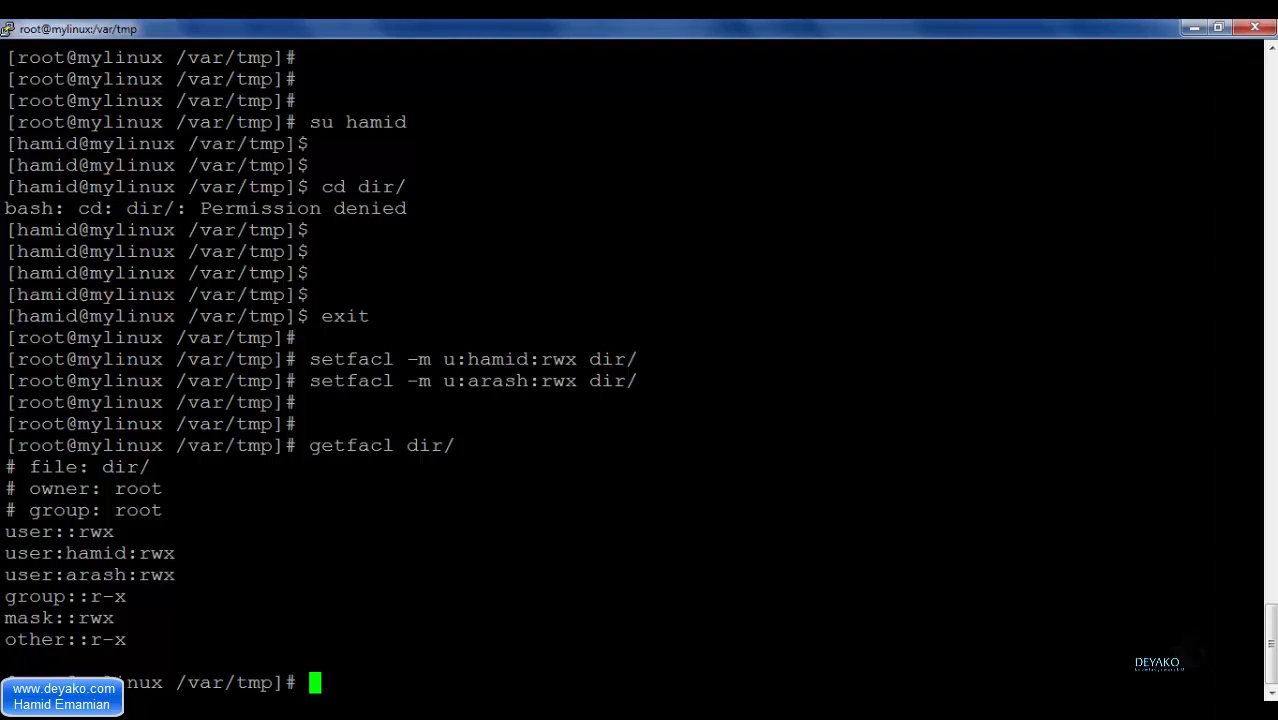 root@mylinux:/var/tmp
[root@mylinux /var/tmp]#
[root@mylinux /var/tmp]#
[root@mylinux /var/tmp]#
[root@mylinux /var/tmp]# su hamid
[hamid@mylinux /var/tmp]$
[hamid@mylinux /var/tmp]$
[hamid@mylinux /var/tmp]$ cd dir/
bash: cd: dir/: Permission denied
[hamid@mylinux /var/tmp]$
[hamid@mylinux /var/tmp]$
[hamid@mylinux /var/tmp]$
[hamid@mylinux /var/tmp]$
[hamid@mylinux /var/tmp]$ exit
[root@mylinux /var/tmp]#
[root@mylinux /var/tmp]# setfacl -m u:hamid:rwx dir/
[root@mylinux /var/tmp]# setfacl -m u:arash:rwx dir/
[root@mylinux /var/tmp]#
[root@mylinux /var/tmp]#
[root@mylinux /var/tmp]# getfacl dir/
# file: dir/
# owner: root
# group: root
user::rwx
user:hamid:rwx
user:arash:rwx
group::r-x
mask::rwx
other::r-x
inux /var/tmp]#
DEYAKO
www.deyako.com
Hamid Emamian